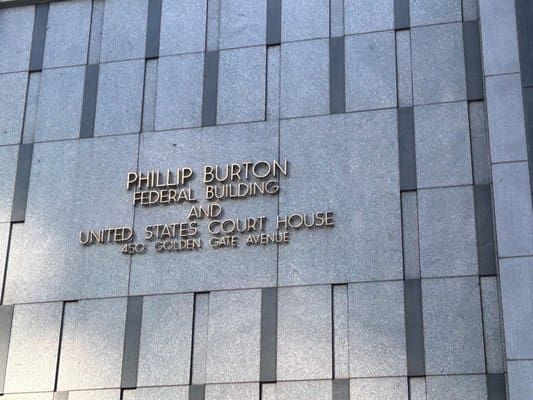 PHILLIP BURTON
FEDERAL BUILDING
AND
UNITED STATES COURT HOUSE
450 GOLDEN GATE AVENUE